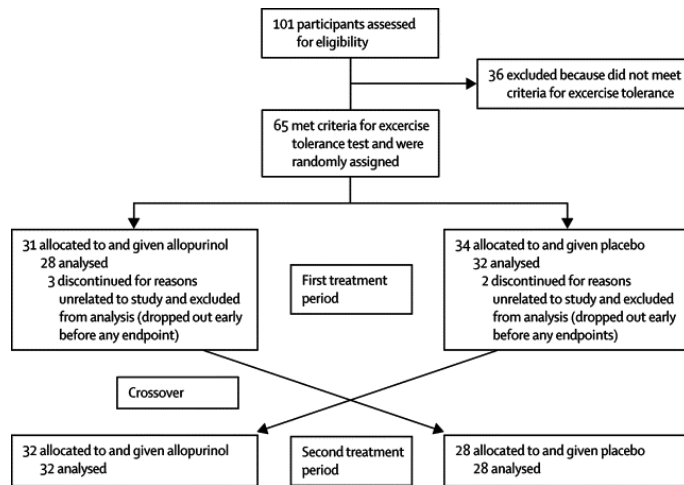 101 participants assessed
for eligibility
36 excluded because did not meet
criteria for excercise tolerance
65 met criteria for excercise
tolerance test and were
randomly assigned
31 allocated to and given allopurinol
28 analysed
3 discontinued for reasons
unrelated to study and excluded
from analysis (dropped out early
before any endpoint)
First treatment
period
34 allocated to and given placebo
32 analysed
2 discontinued for reasons
unrelated to study and excluded
from analysis (dropped out early
before any endpoints)
Crossover
32 allocated to and given allopurinol
32 analysed
Second treatment
period
28 allocated to and given placebo
28 analysed